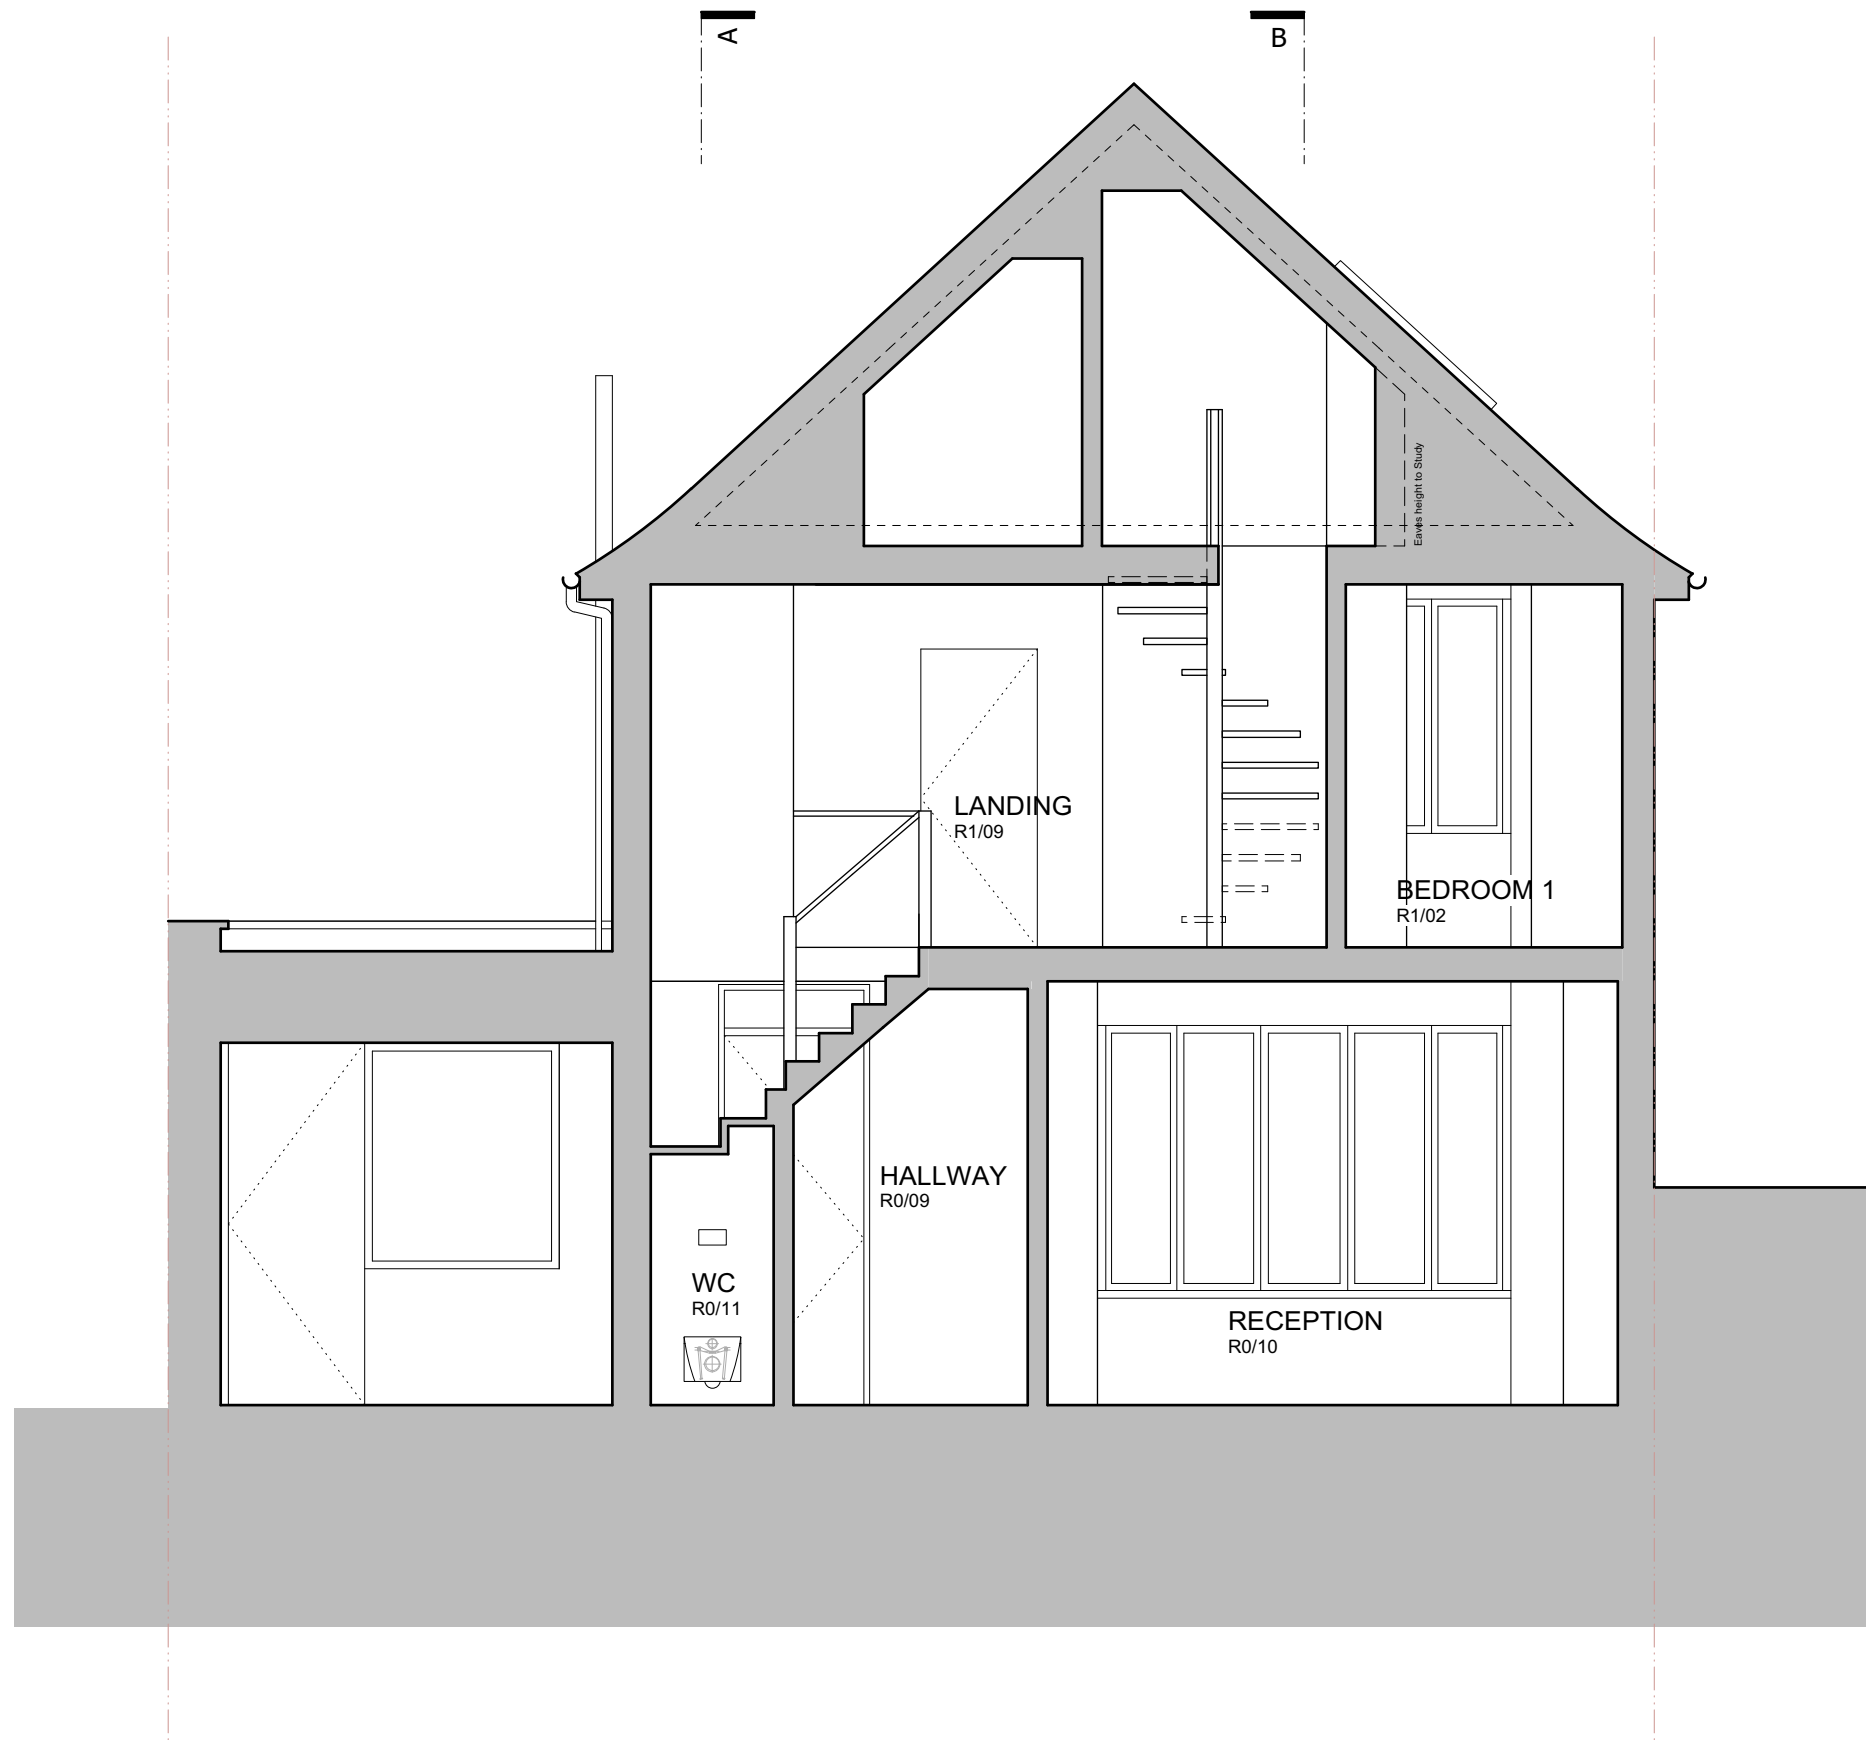 A
B
Eaves height to Study
LANDING
R1/09
BEDROOM 1
R1/02
HALLWAY
R0/09
WC
R0/11
RECEPTION
R0/10